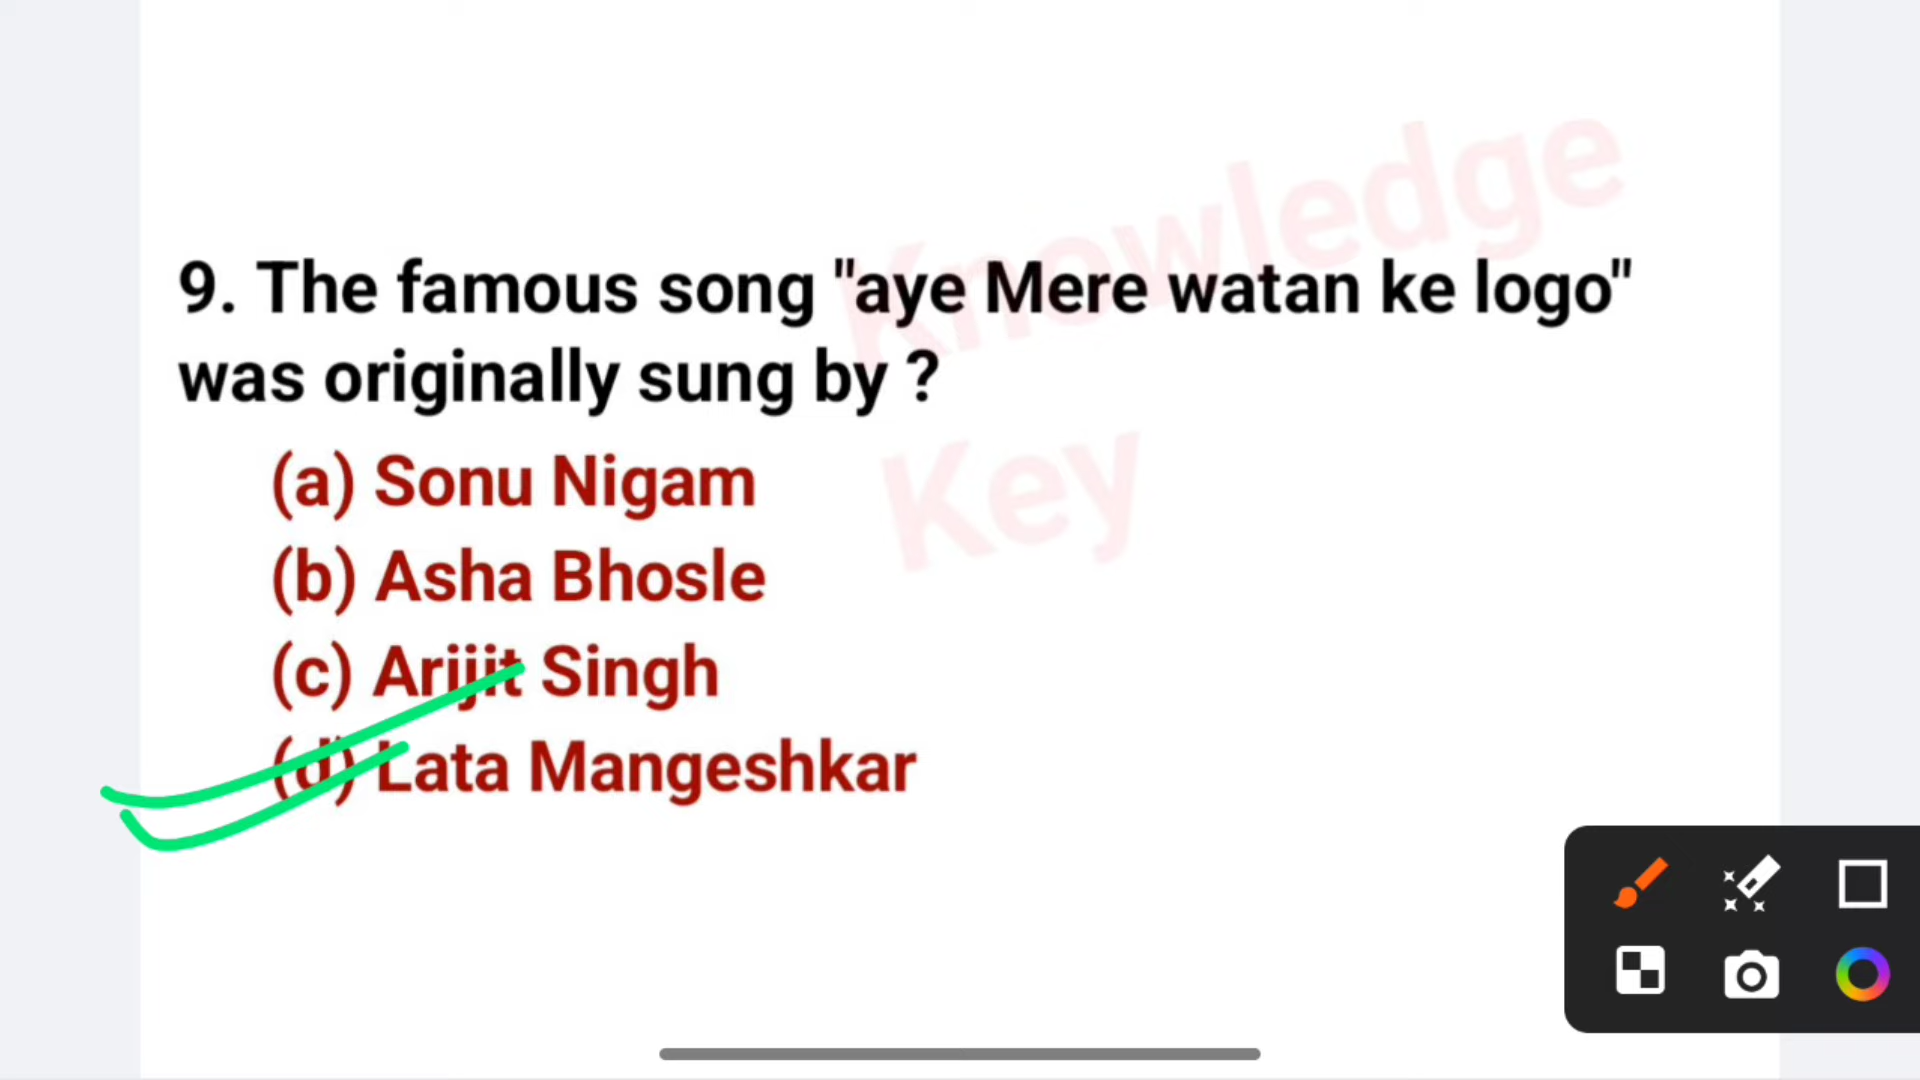 Knowledge
Key
9. The famous song "aye Mere watan ke logo"
was originally sung by ?
(a) Sonu Nigam
(b) Asha Bhosle
(c) Arijit Singh
(d) Lata Mangeshkar